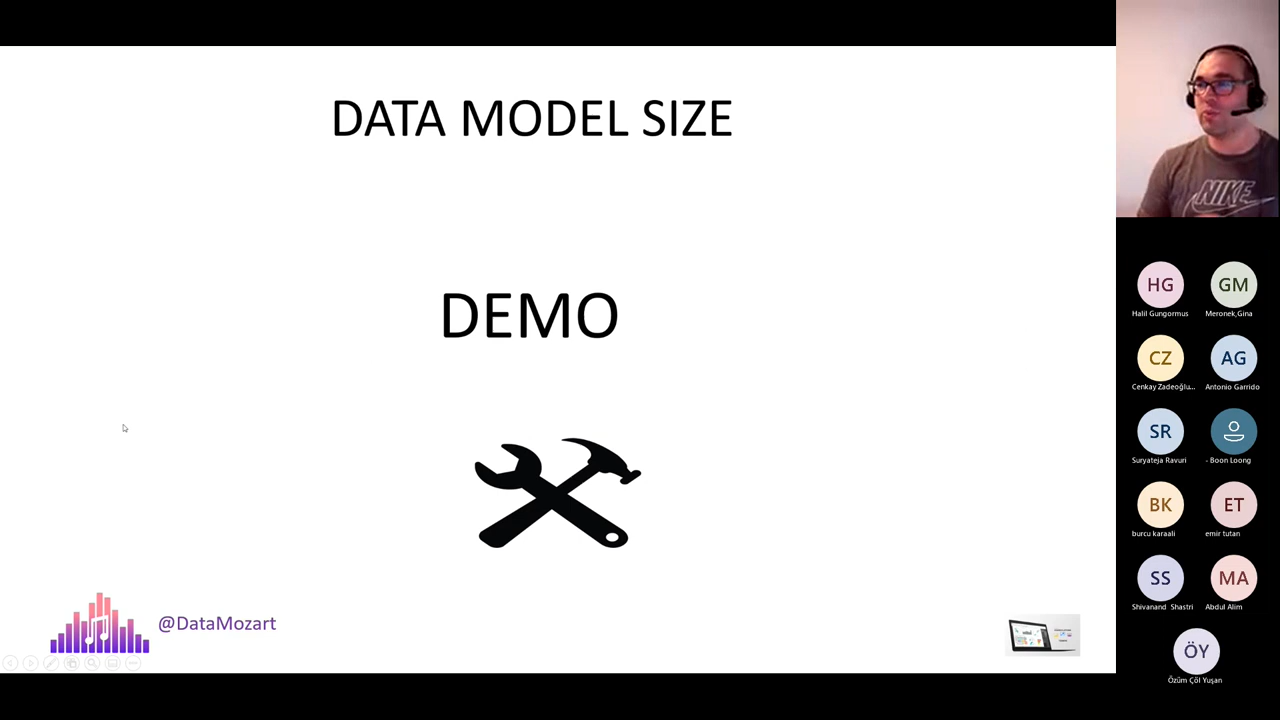 DATA MODEL SIZE
DEMO
@DataMozart
NIKE
HG
Halil Gungormus
GM
Meronek,Gina
CZ
Cenkay Zadeoğlu...
AG
Antonio Garrido
SR
Suryateja Ravuri
- Boon Loong
BK
burcu karaali
ET
emir tutan
SS
Shivanand Shastri
MA
Abdul Alim
ÖY
Özüm Çöl Yuşan